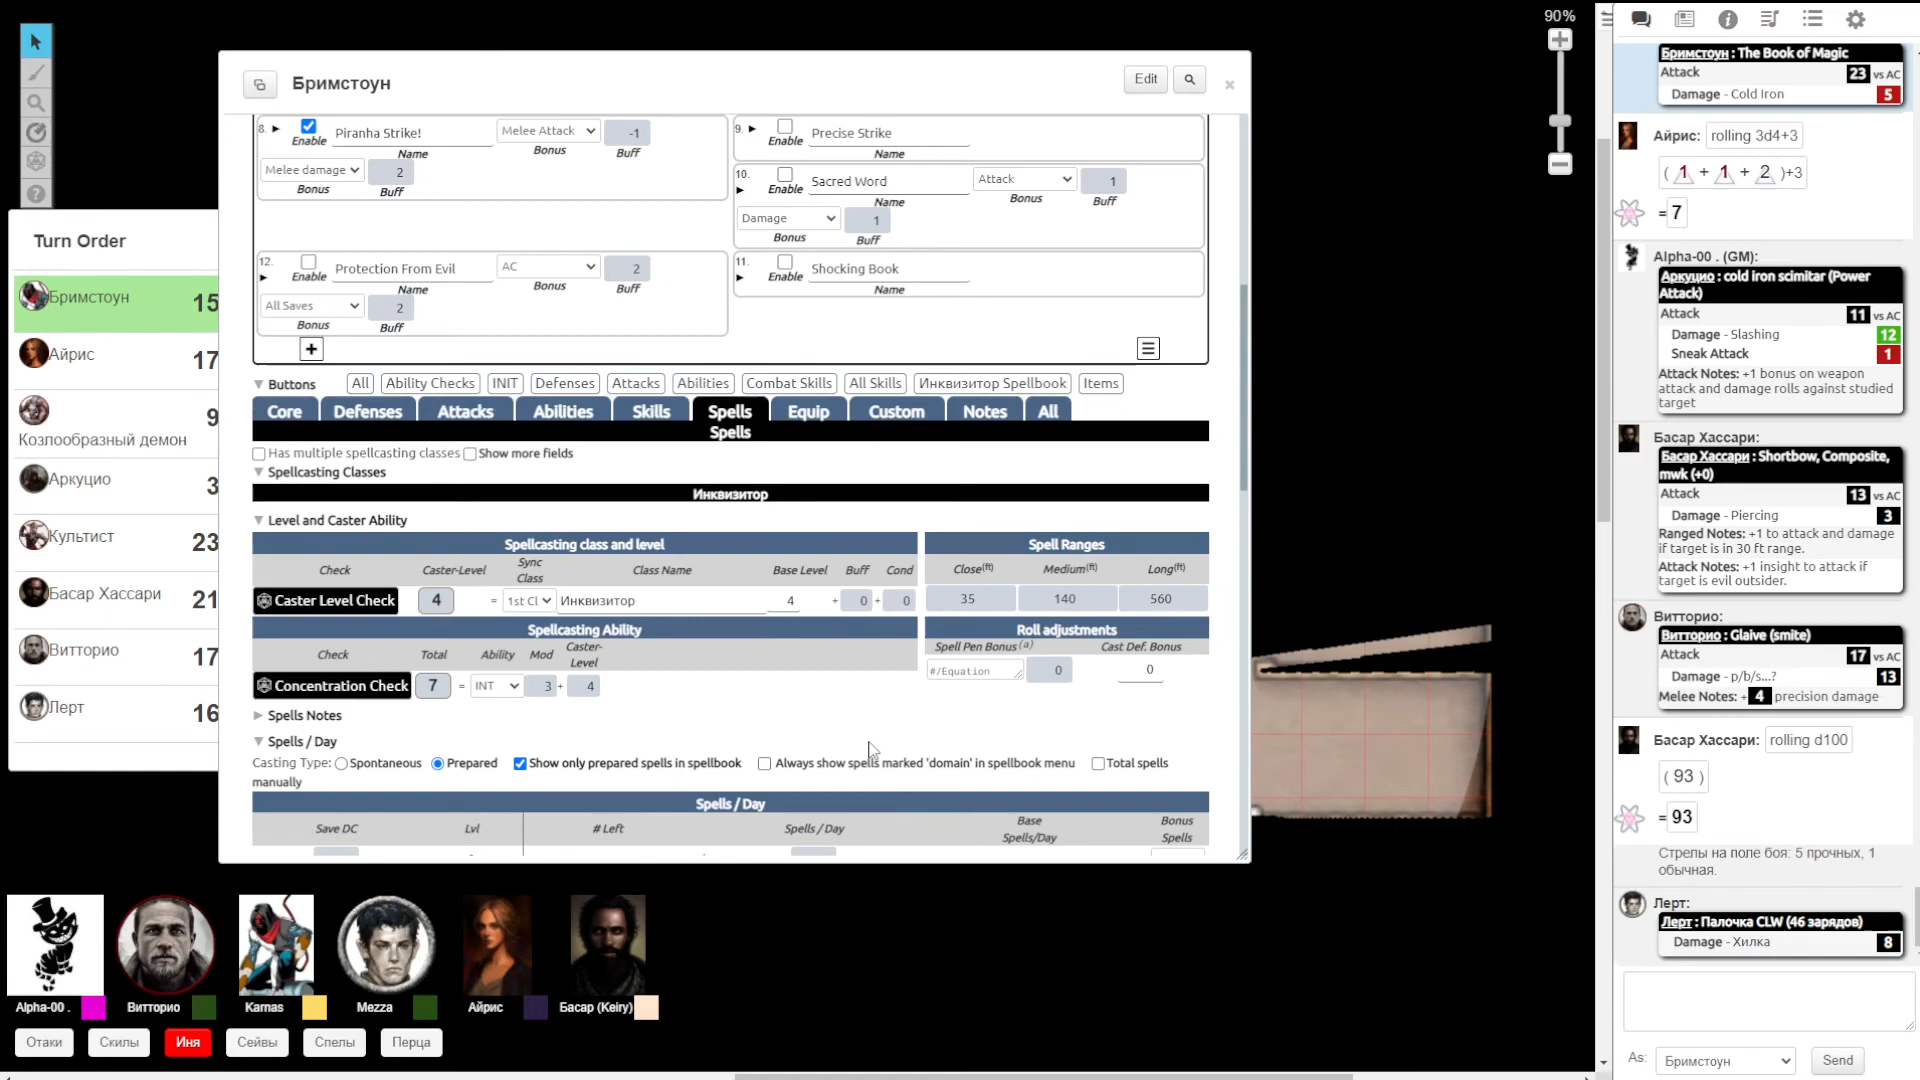 90%
Бримстоун
Edit
8.
Enable
Piranha Strike!
Name
Melee Attack
Bonus
-1
Buff
Melee damage
Bonus
2
Buff
9.
Enable
Precise Strike
Name
10.
Enable
Sacred Word
Name
Attack
Bonus
1
Buff
Damage
Bonus
1
Buff
12.
Enable
Protection From Evil
Name
AC
Bonus
2
Buff
All Saves
Bonus
2
Buff
11.
Enable
Shocking Book
Name
Buttons All Ability Checks INIT Defenses Attacks Abilities Combat Skills All Skills Инквизитор Spellbook Items
Core Defenses Attacks Abilities Skills Spells Equip Custom Notes All
Spells
Has multiple spellcasting classes Show more fields
Spellcasting Classes
Инквизитор
Level and Caster Ability
Spellcasting class and level
Check Caster-Level Sync Class Class Name Base Level Buff Cond
Caster Level Check 4 = 1st Cl Инквизитор 4 + 0 + 0
Spell Ranges
Close(ft) Medium(ft) Long(ft)
35 140 560
Spellcasting Ability
Check Total Ability Mod Caster-Level
Concentration Check 7 = INT 3 + 4
Roll adjustments
Spell Pen Bonus(a) Cast Def. Bonus
#/Equation 0 0
Spells Notes
Spells / Day
Casting Type: Spontaneous Prepared Show only prepared spells in spellbook Always show spells marked 'domain' in spellbook menu Total spells
manually
Spells / Day
Save DC Lvl # Left Spells / Day Base Spells/Day Bonus Spells
Turn Order
Бримстоун 15
Айрис 17
Козлообразный демон 9
Аркуцио 3
Культист 23
Басар Хассари 21
Витторио 17
Лерт 16
Alpha-00 .
Витторио
Karnas
Mezza
Айрис
Басар (Keiry)
Отаки Скилы Иня Сейвы Спелы Перца
Бримстоун : The Book of Magic
Attack 23 vs AC
Damage - Cold Iron 5
Айрис: rolling 3d4+3
( 1 + 1 + 2 )+3
= 7
Alpha-00 . (GM):
Аркуцио : cold iron scimitar (Power
Attack)
Attack 11 vs AC
Damage - Slashing 12
Sneak Attack 1
Attack Notes: +1 bonus on weapon
attack and damage rolls against studied
target
Басар Хассари:
Басар Хассари : Shortbow, Composite,
mwk (+0)
Attack 13 vs AC
Damage - Piercing 3
Ranged Notes: +1 to attack and damage
if target is in 30 ft range.
Attack Notes: +1 insight to attack if
target is evil outsider.
Витторио:
Витторио : Glaive (smite)
Attack 17 vs AC
Damage - p/b/s...? 13
Melee Notes: + 4 precision damage
Басар Хассари: rolling d100
( 93 )
= 93
Стрелы на поле боя: 5 прочных, 1
обычная.
Лерт:
Лерт : Палочка CLW (46 зарядов)
Damage - Хилка 8
As: Бримстоун Send